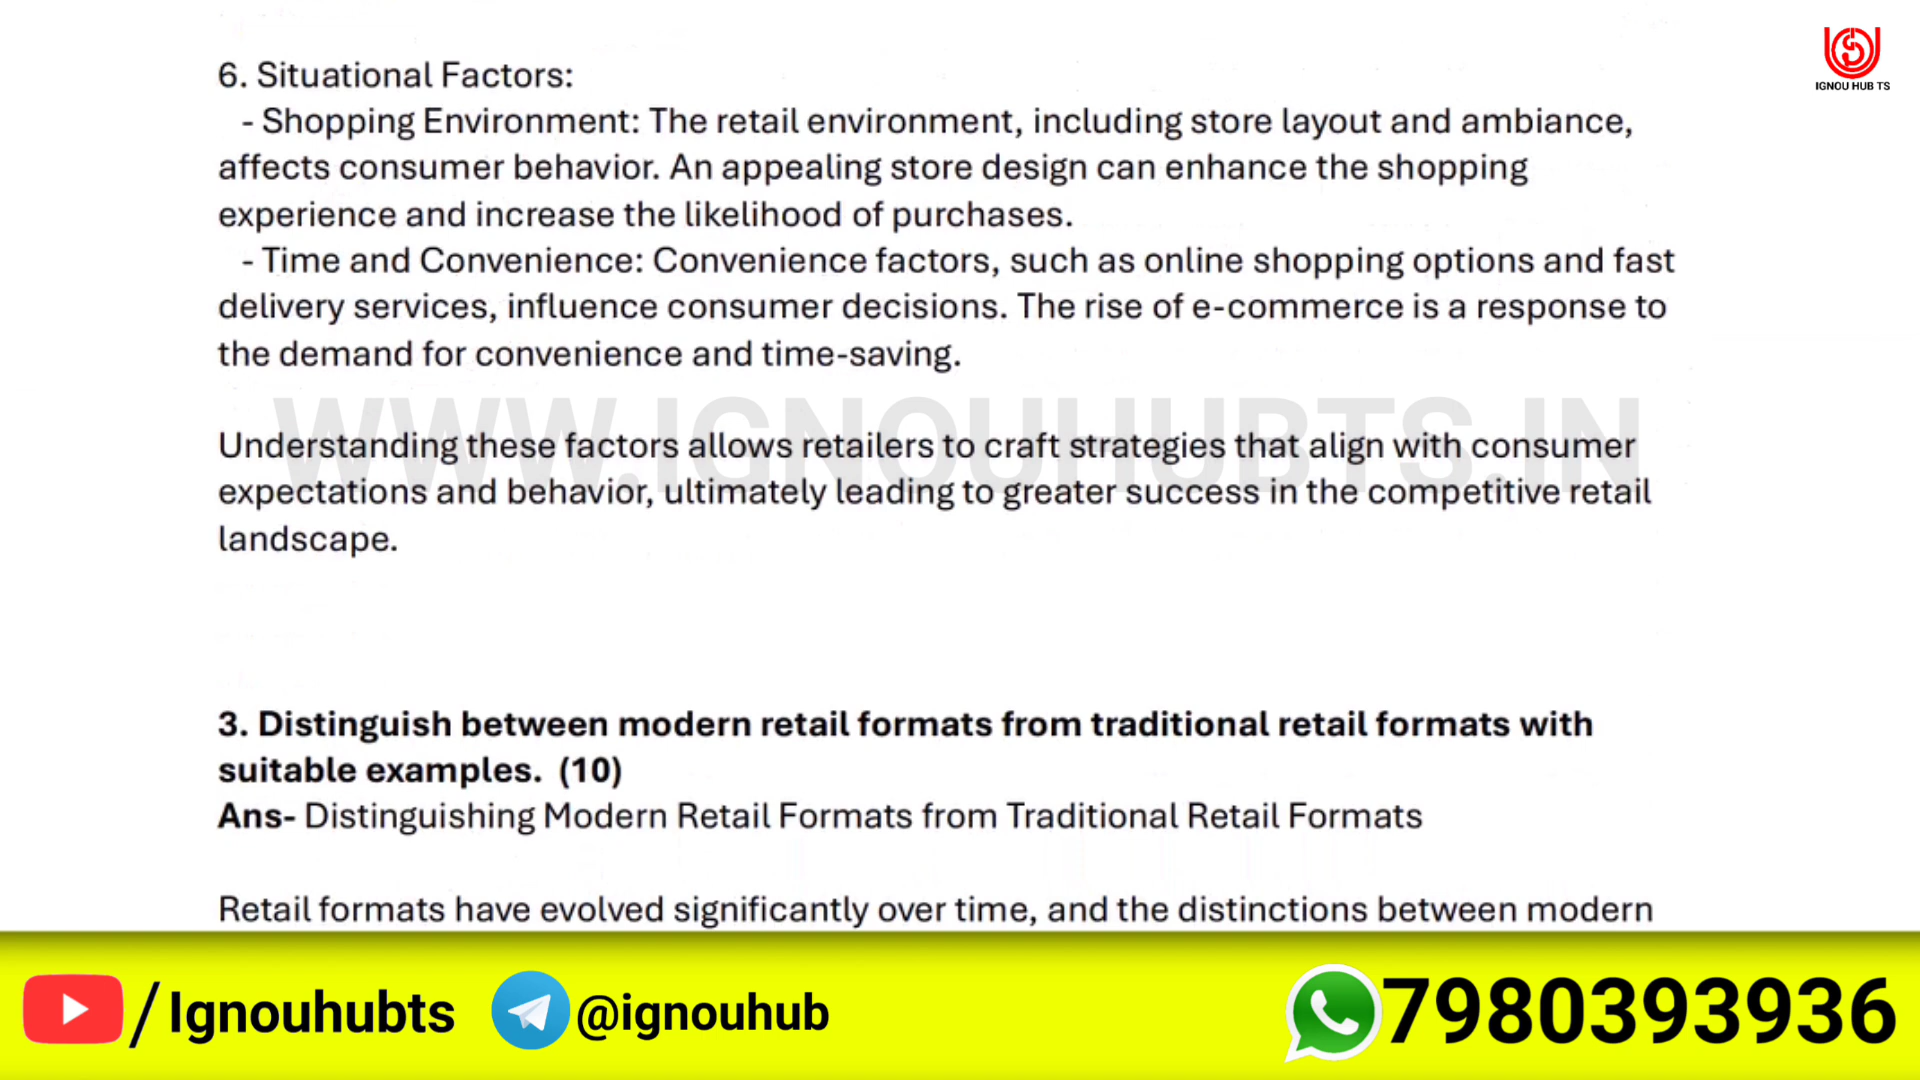 IGNOU HUB TS
6. Situational Factors:
- Shopping Environment: The retail environment, including store layout and ambiance,
affects consumer behavior. An appealing store design can enhance the shopping
experience and increase the likelihood of purchases.
- Time and Convenience: Convenience factors, such as online shopping options and fast
delivery services, influence consumer decisions. The rise of e-commerce is a response to
the demand for convenience and time-saving.
WWW.IGNOUHUBTS.IN
Understanding these factors allows retailers to craft strategies that align with consumer
expectations and behavior, ultimately leading to greater success in the competitive retail
landscape.
3. Distinguish between modern retail formats from traditional retail formats with
suitable examples. (10)
Ans- Distinguishing Modern Retail Formats from Traditional Retail Formats
Retail formats have evolved significantly over time, and the distinctions between modern
/Ignouhubts @ignouhub 7980393936